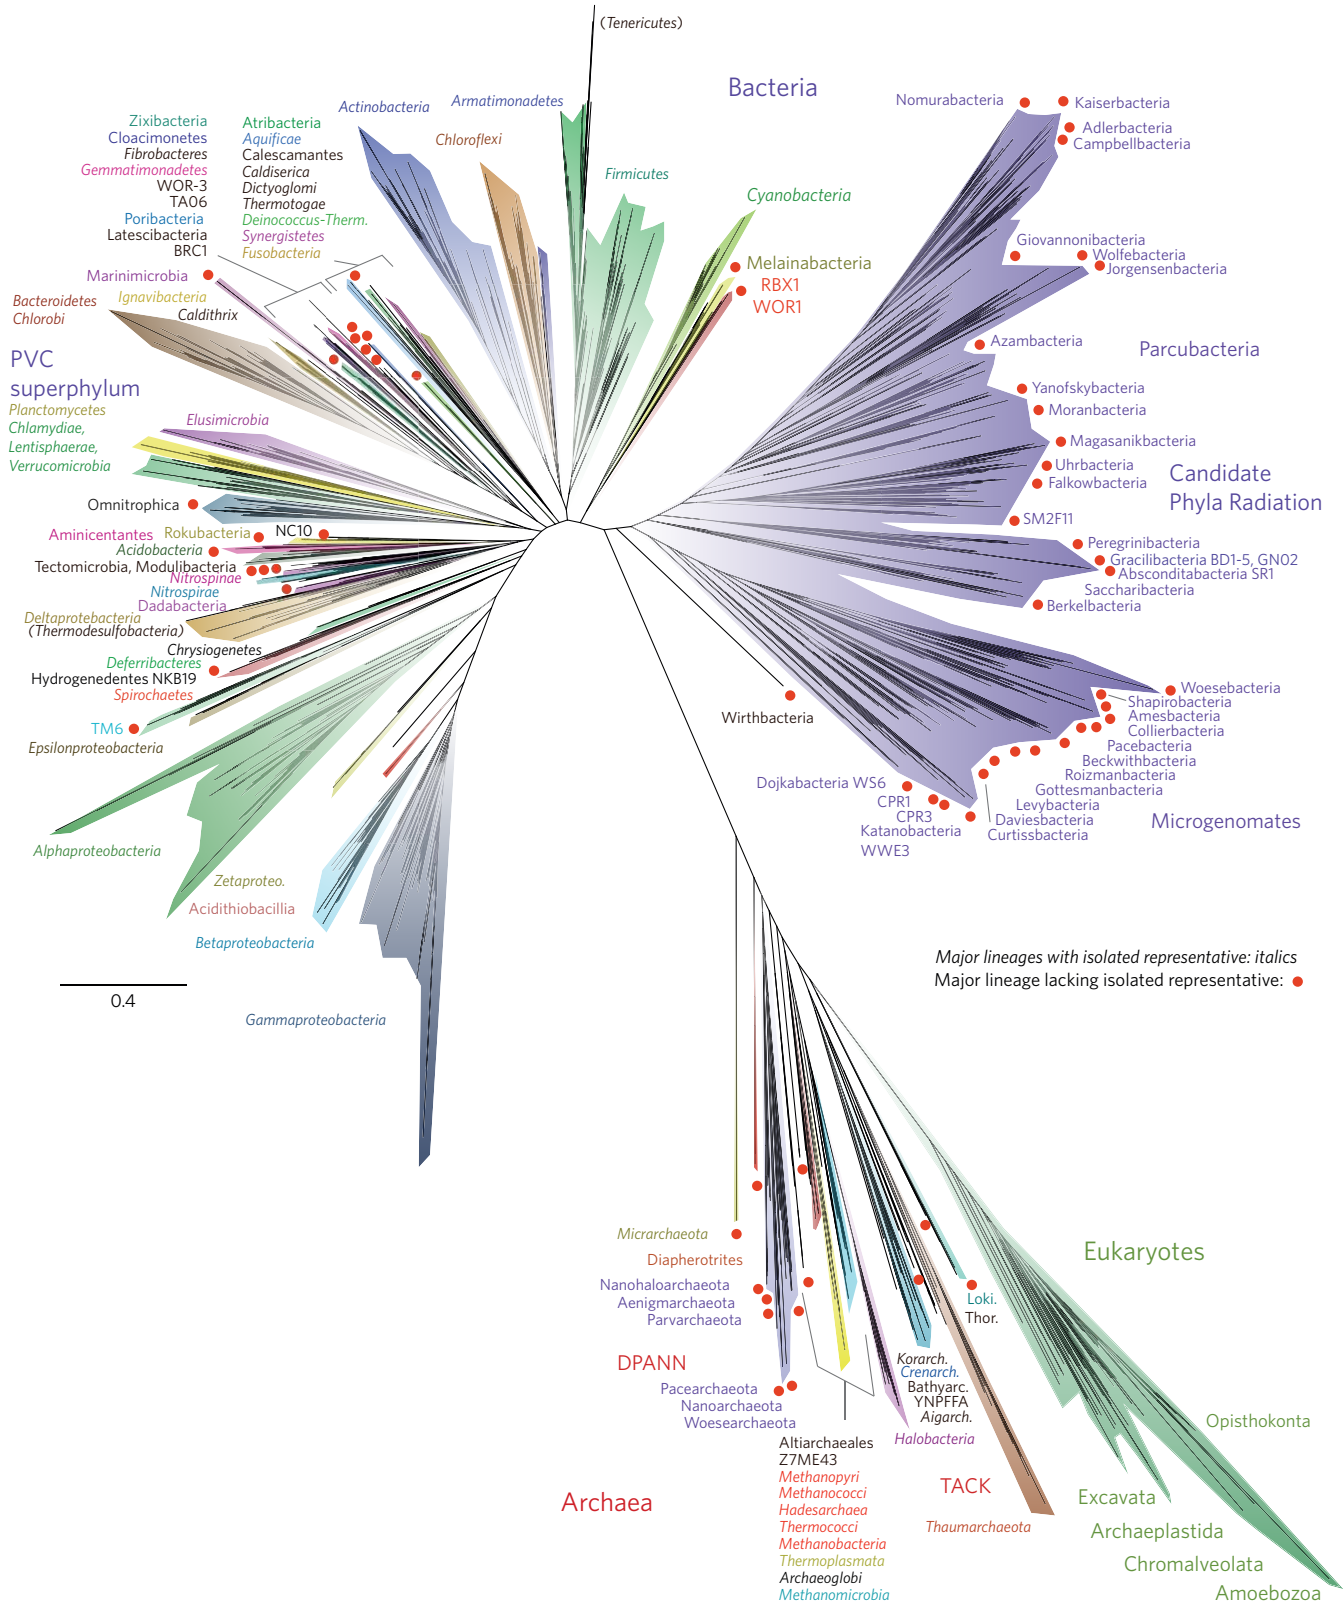 (Tenericutes)
Bacteria
Actinobacteria
Armatimonadetes
Chloroflexi
Firmicutes
Cyanobacteria
Melainabacteria
RBX1
WOR1
Zixibacteria
Cloacimonetes
Fibrobacteres
Gemmatimonadetes
WOR-3
TA06
Poribacteria
Latescibacteria
BRC1
Atribacteria
Aquificae
Calescamantes
Caldiserica
Dictyoglomi
Thermotogae
Deinococcus-Therm.
Synergistetes
Fusobacteria
Marinimicrobia
Bacteroidetes
Chlorobi
Ignavibacteria
Caldithrix
PVC
superphylum
Planctomycetes
Chlamydiae,
Lentisphaerae,
Verrucomicrobia
Elusimicrobia
Omnitrophica
Aminicentantes
Rokubacteria
NC10
Acidobacteria
Tectomicrobia, Modulibacteria
Nitrospinae
Nitrospirae
Dadabacteria
Deltaprotebacteria
(Thermodesulfobacteria)
Chrysiogenetes
Deferribacteres
Hydrogenedentes NKB19
Spirochaetes
TM6
Epsilonproteobacteria
Alphaproteobacteria
Zetaproteo.
Acidithiobacillia
Betaproteobacteria
Gammaproteobacteria
0.4
Nomurabacteria
Kaiserbacteria
Adlerbacteria
Campbellbacteria
Giovannonibacteria
Wolfebacteria
Jorgensenbacteria
Azambacteria
Parcubacteria
Yanofskybacteria
Moranbacteria
Magasanikbacteria
Uhrbacteria
Falkowbacteria
Candidate
Phyla Radiation
SM2F11
Peregrinibacteria
Gracilibacteria BD1-5, GN02
Absconditabacteria SR1
Saccharibacteria
Berkelbacteria
Woesebacteria
Shapirobacteria
Amesbacteria
Collierbacteria
Pacebacteria
Beckwithbacteria
Roizmanbacteria
Gottesmanbacteria
Levybacteria
Daviesbacteria
Curtissbacteria
Microgenomates
Wirthbacteria
Dojkabacteria WS6
CPR1
CPR3
Katanobacteria
WWE3
Major lineages with isolated representative: italics
Major lineage lacking isolated representative:
Micrarchaeota
Diapherotrites
Nanohaloarchaeota
Aenigmarchaeota
Parvarchaeota
DPANN
Pacearchaeota
Nanoarchaeota
Woesearchaeota
Archaea
Altiarchaeales
Z7ME43
Methanopyri
Methanococci
Hadesarchaea
Thermococci
Methanobacteria
Thermoplasmata
Archaeoglobi
Methanomicrobia
Halobacteria
Korarch.
Crenarch.
Bathyarc.
YNPFFA
Aigarch.
TACK
Thaumarchaeota
Loki.
Thor.
Eukaryotes
Opisthokonta
Excavata
Archaeplastida
Chromalveolata
Amoebozoa